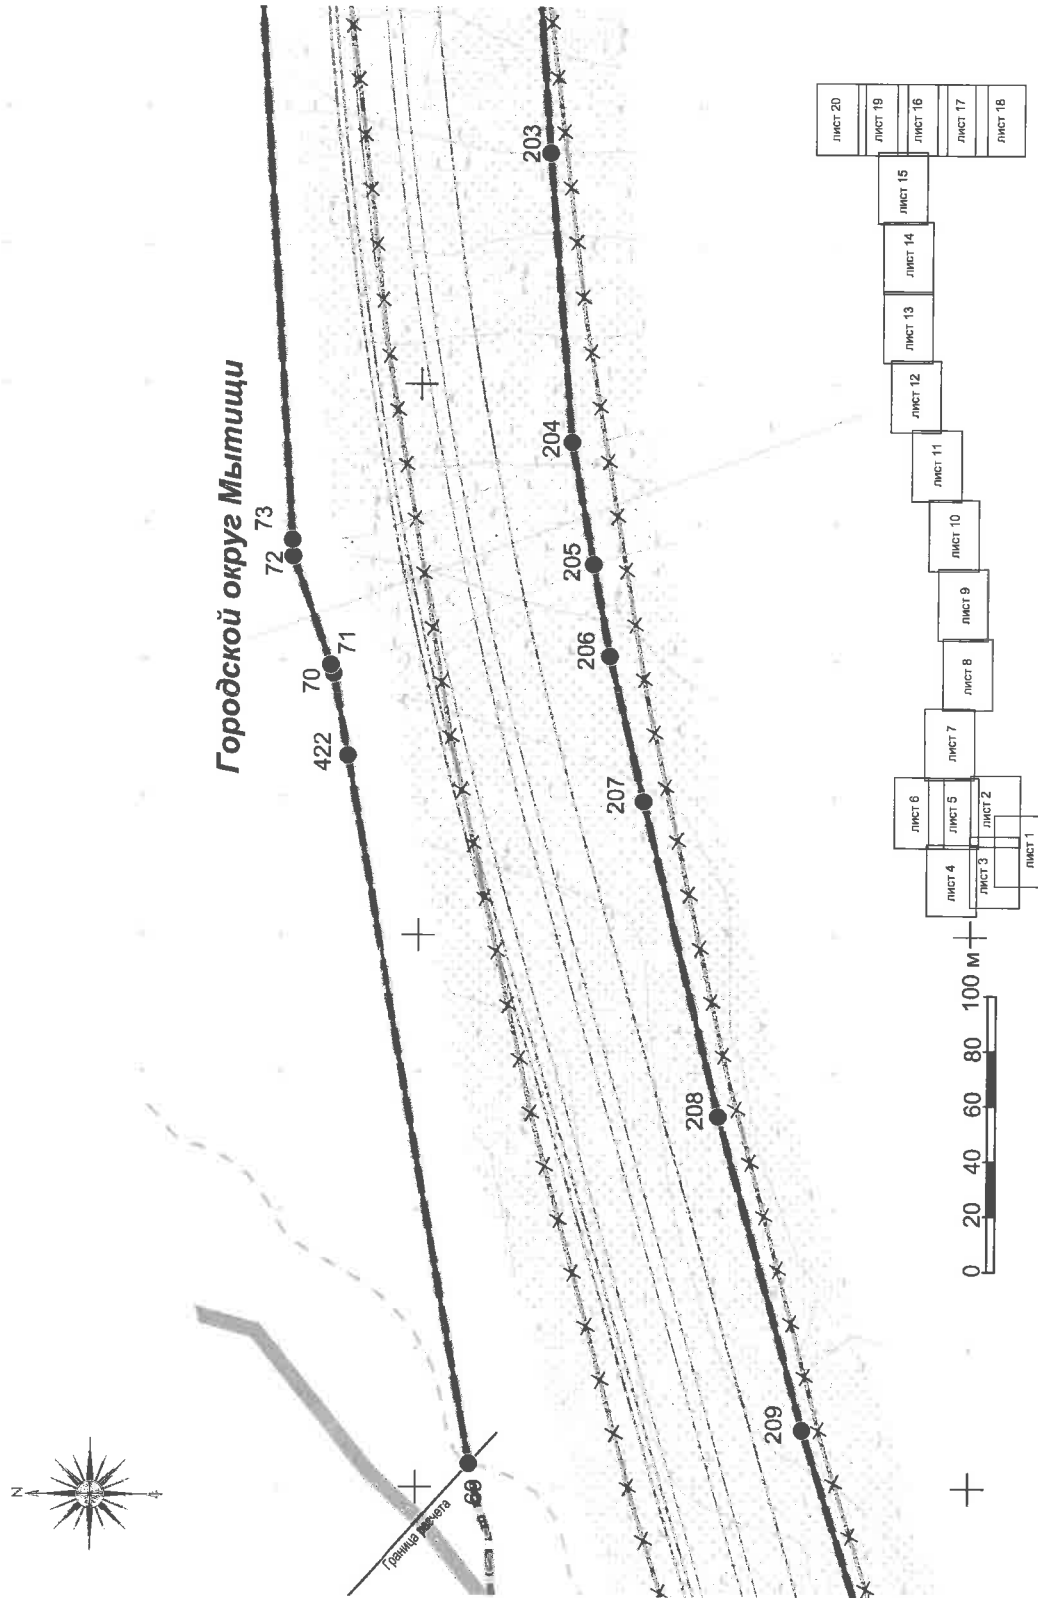 N
Городской округ Мытищи
Граница расчета
69
422
70
71
72
73
203
204
205
206
207
208
209
0 20 40 60 80 100 м
лист 1
лист 2
лист 3
лист 4
лист 5
лист 6
лист 7
лист 8
лист 9
лист 10
лист 11
лист 12
лист 13
лист 14
лист 15
лист 20
лист 19
лист 16
лист 17
лист 18